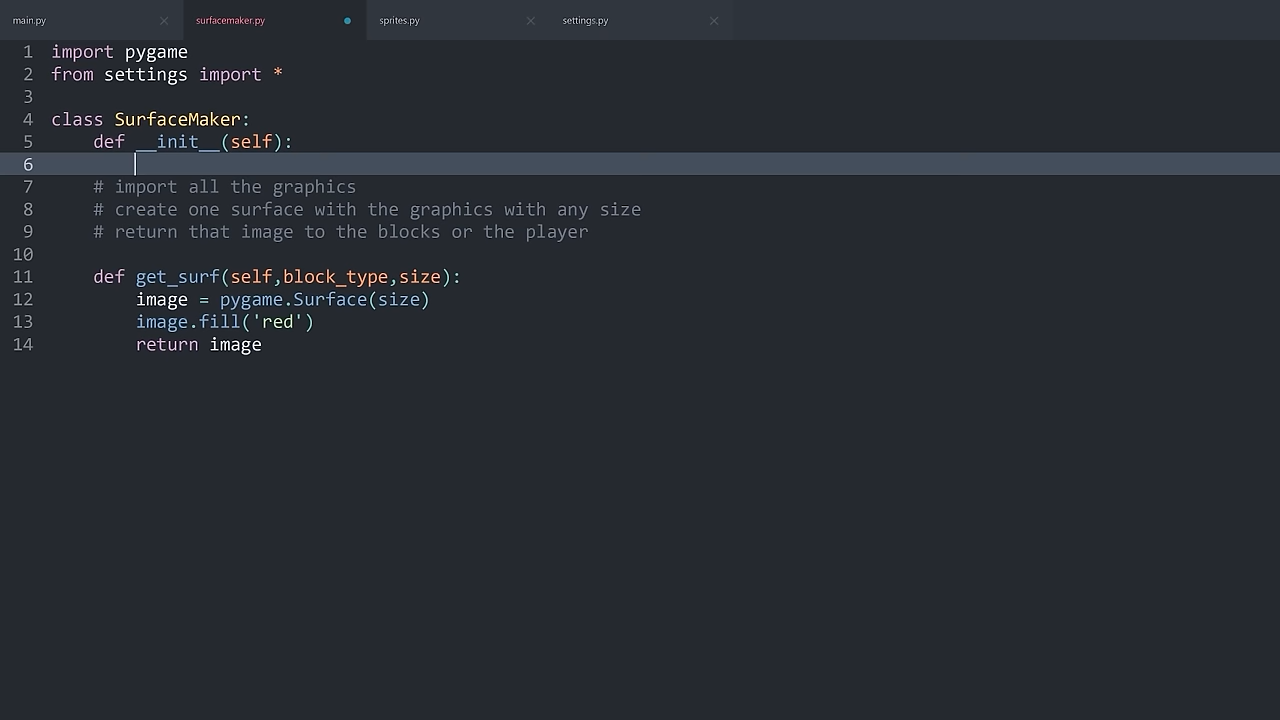 main.py surfacemaker.py sprites.py settings.py
1 import pygame
2 from settings import *
3
4 class SurfaceMaker:
5     def __init__(self):
6
7     # import all the graphics
8     # create one surface with the graphics with any size
9     # return that image to the blocks or the player
10
11     def get_surf(self,block_type,size):
12         image = pygame.Surface(size)
13         image.fill('red')
14         return image